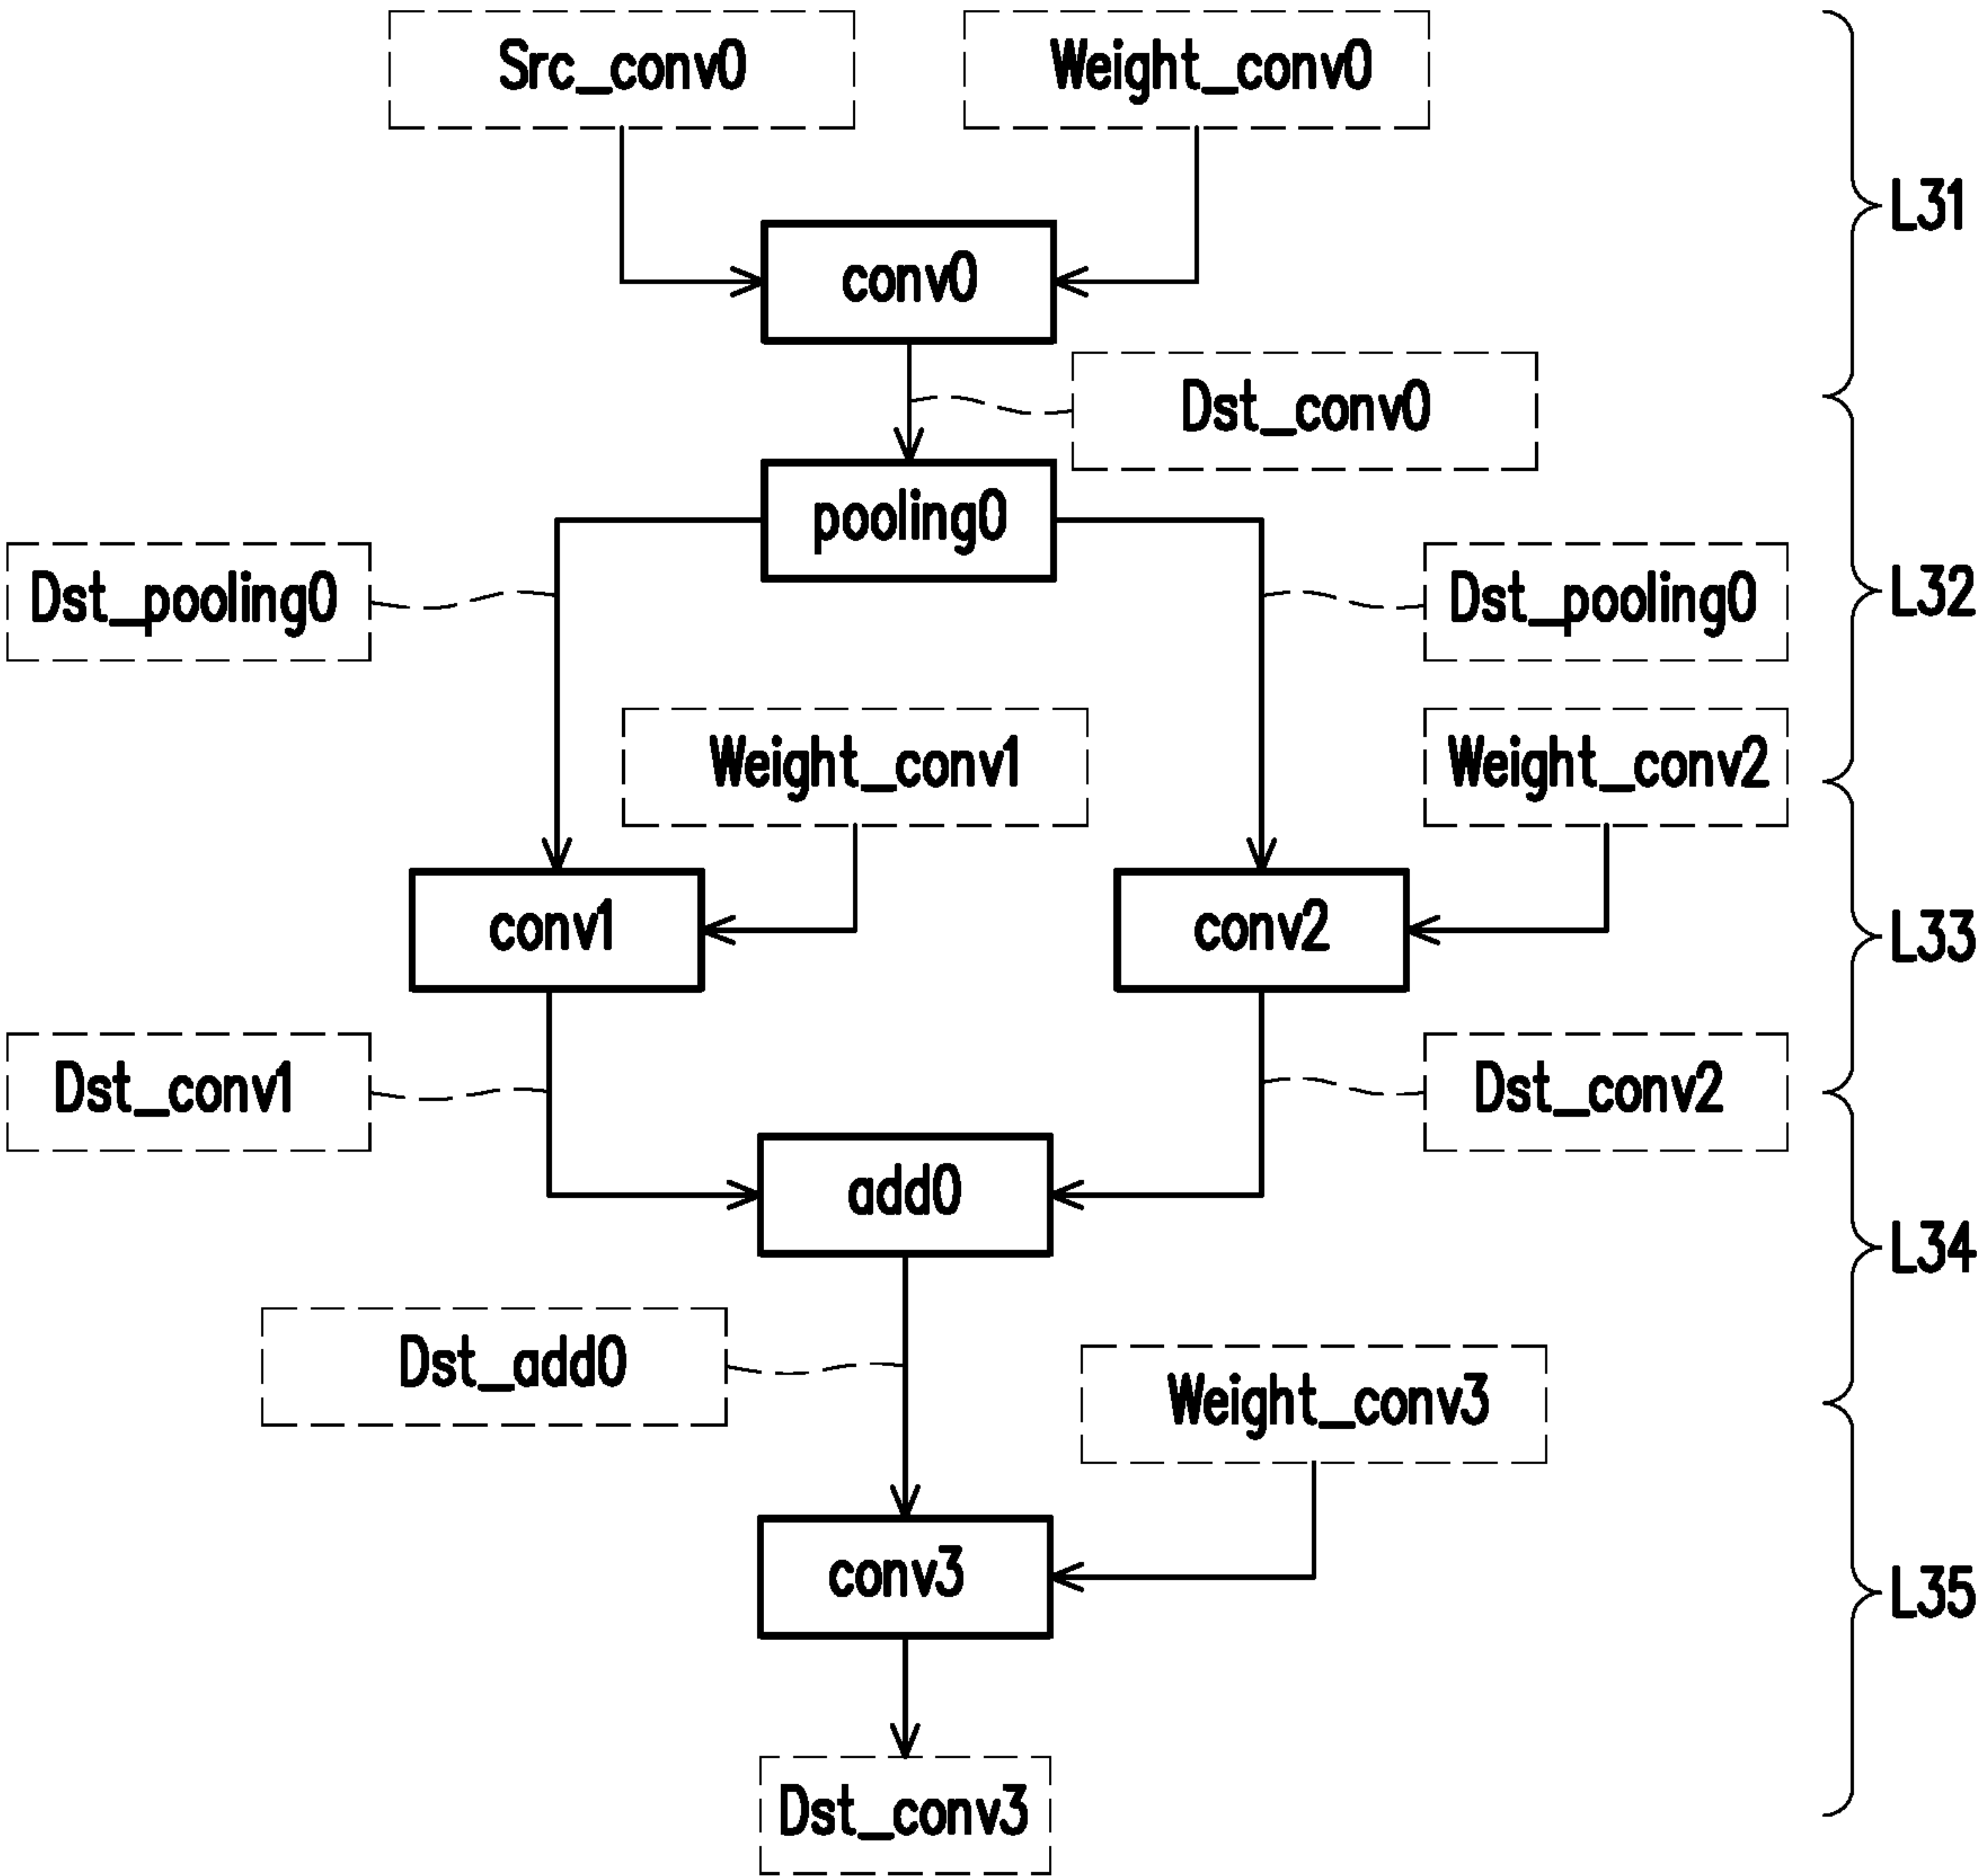 Src_conv0
Weight_conv0
L31
conv0
Dst_conv0
pooling0
Dst_pooling0
Dst_pooling0
L32
Weight_conv1
Weight_conv2
conv1
conv2
L33
Dst_conv1
Dst_conv2
add0
L34
Dst_add0
Weight_conv3
conv3
L35
Dst_conv3